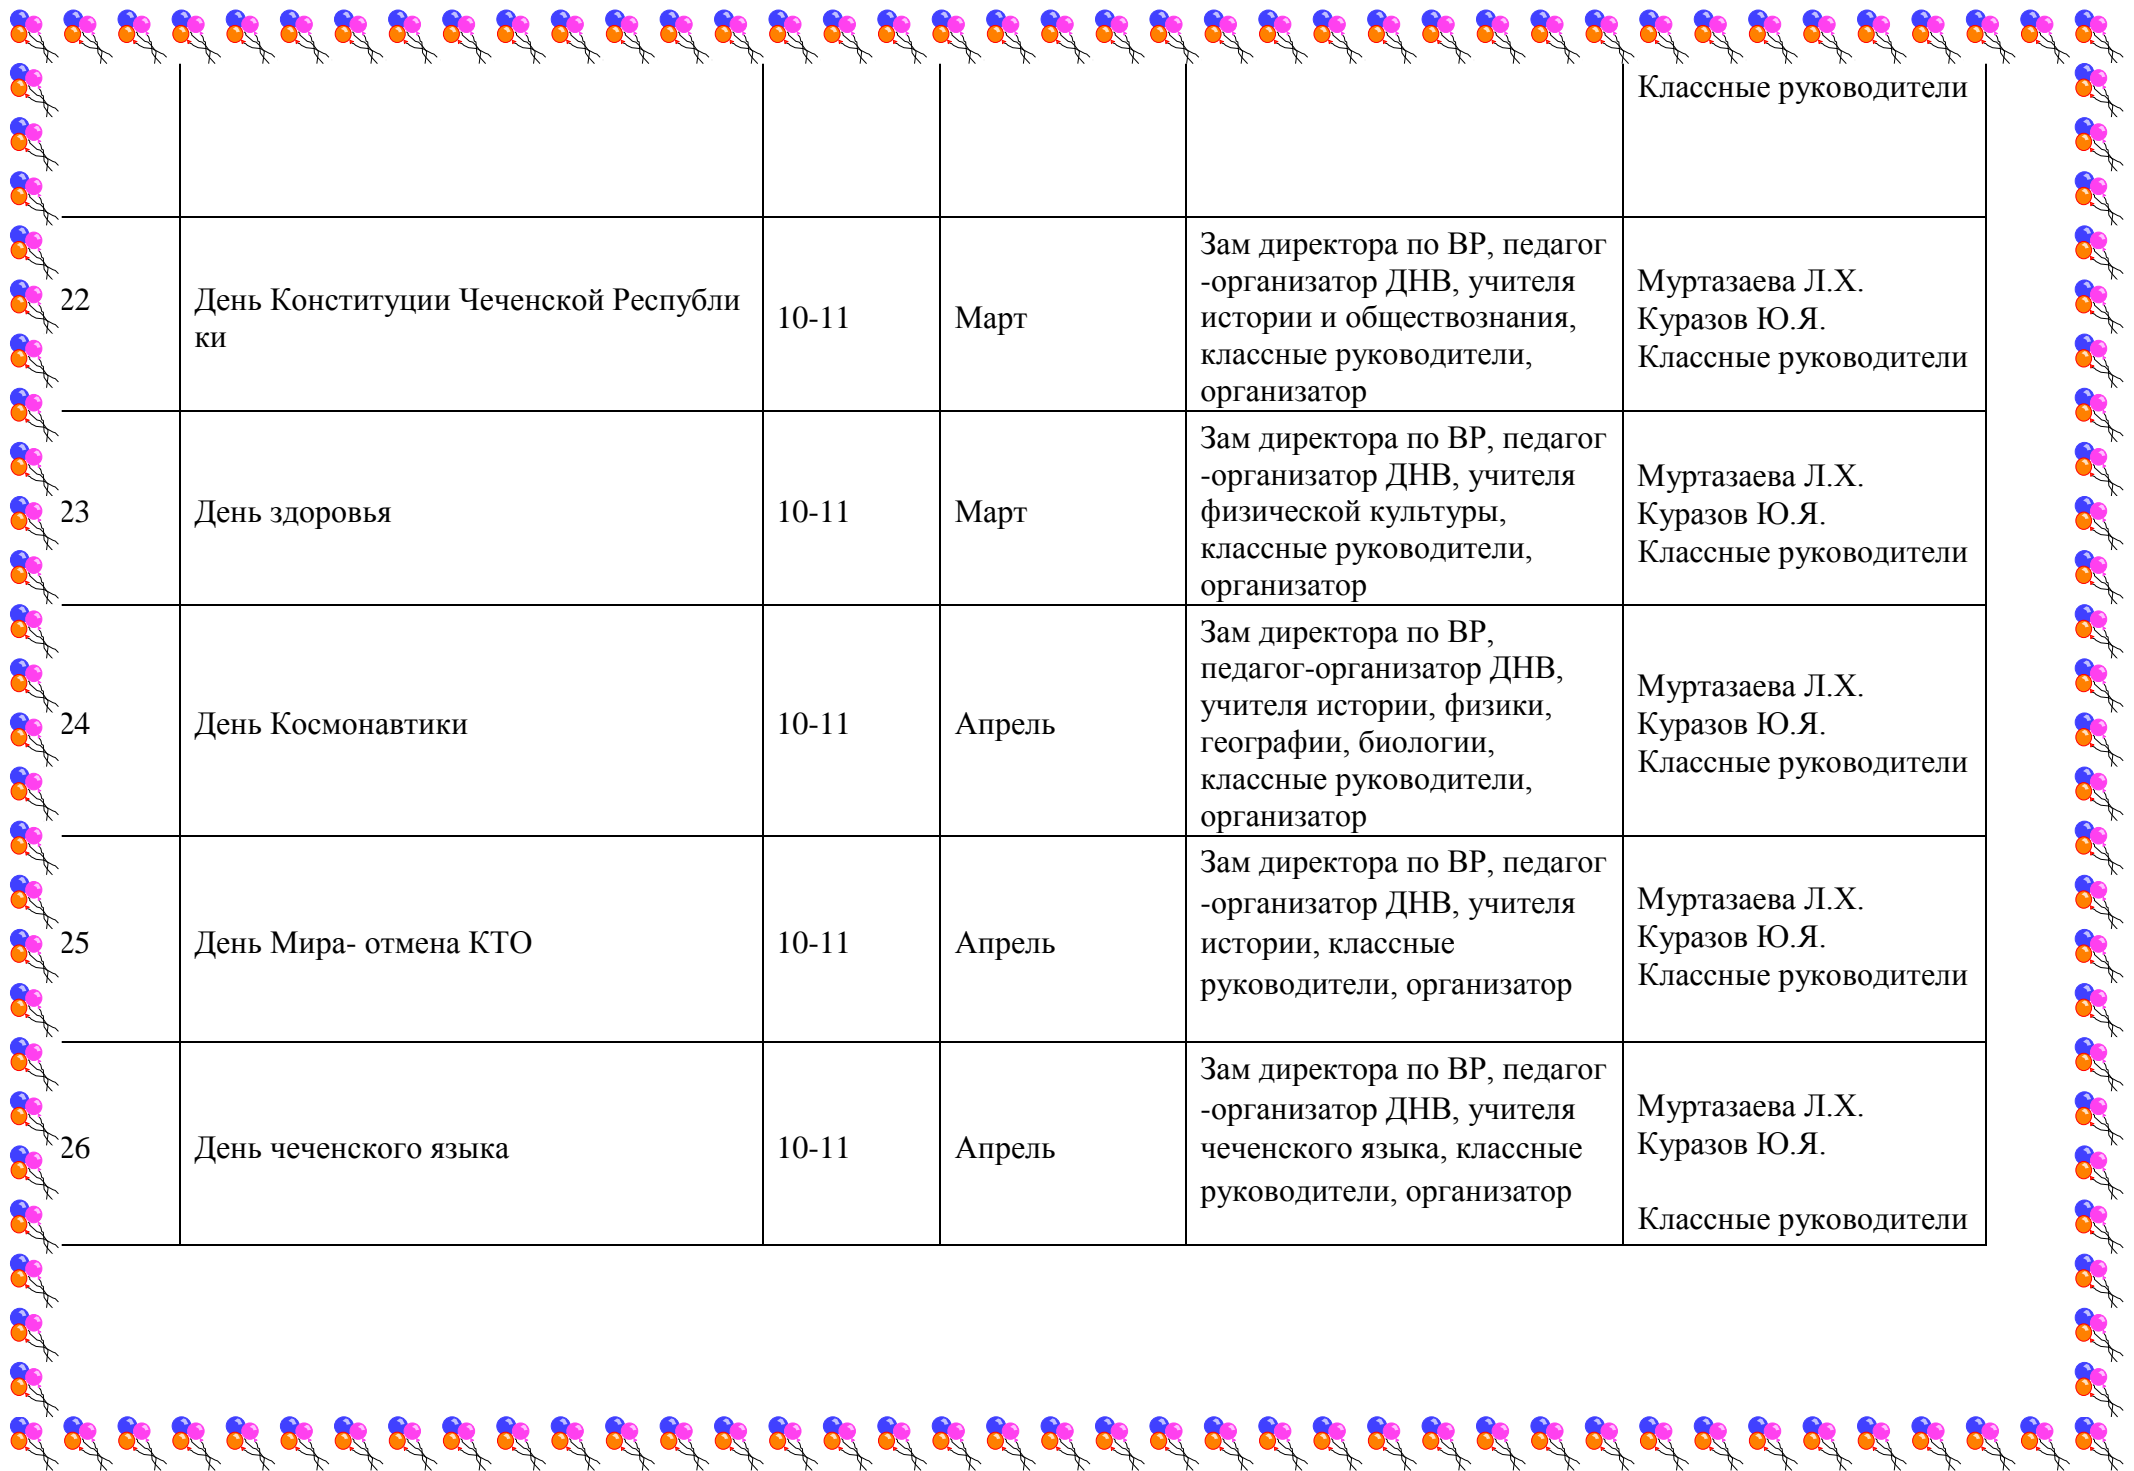 Классные руководители
22
День Конституции Чеченской Республи
ки
10-11
Март
Зам директора по ВР, педагог
-организатор ДНВ, учителя
истории и обществознания,
классные руководители,
организатор
Муртазаева Л.Х.
Куразов Ю.Я.
Классные руководители
23
День здоровья
10-11
Март
Зам директора по ВР, педагог
-организатор ДНВ, учителя
физической культуры,
классные руководители,
организатор
Муртазаева Л.Х.
Куразов Ю.Я.
Классные руководители
24
День Космонавтики
10-11
Апрель
Зам директора по ВР,
педагог-организатор ДНВ,
учителя истории, физики,
географии, биологии,
классные руководители,
организатор
Муртазаева Л.Х.
Куразов Ю.Я.
Классные руководители
25
День Мира- отмена КТО
10-11
Апрель
Зам директора по ВР, педагог
-организатор ДНВ, учителя
истории, классные
руководители, организатор
Муртазаева Л.Х.
Куразов Ю.Я.
Классные руководители
26
День чеченского языка
10-11
Апрель
Зам директора по ВР, педагог
-организатор ДНВ, учителя
чеченского языка, классные
руководители, организатор
Муртазаева Л.Х.
Куразов Ю.Я.
Классные руководители